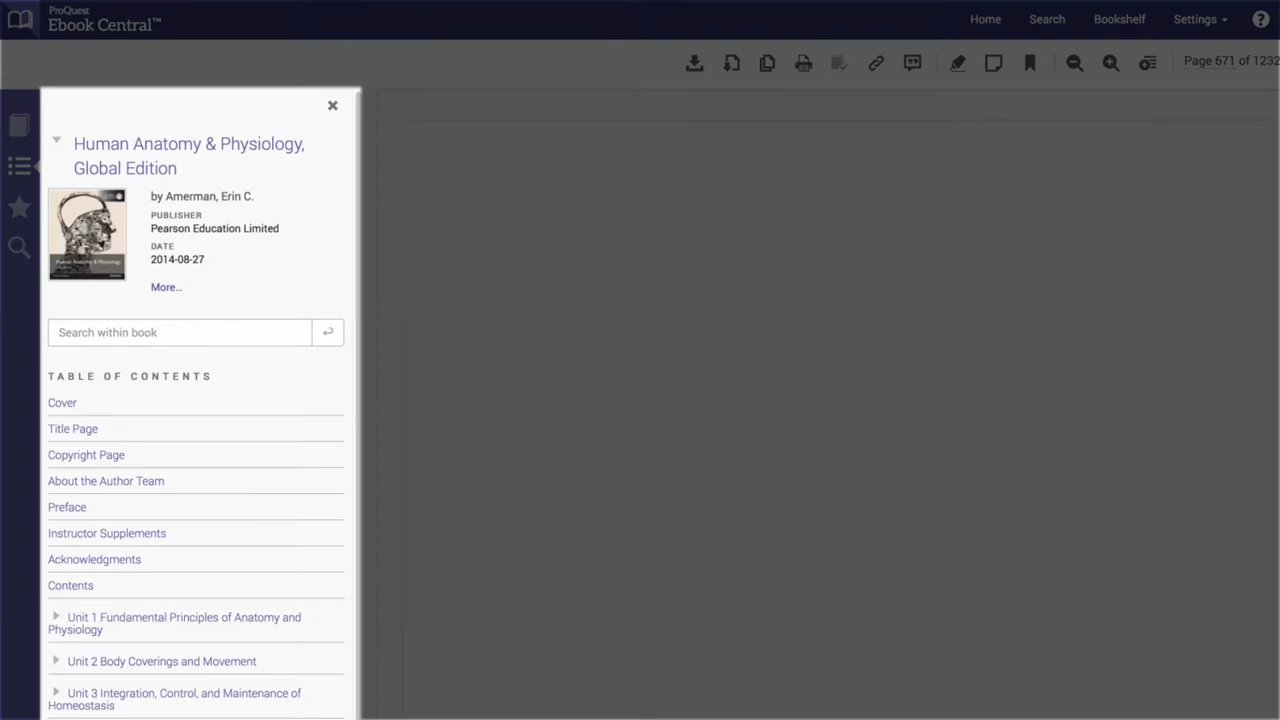 ProQuest
Ebook Central™
Home
Search
Bookshelf
Settings
?
Page 671 of 1232
Human Anatomy & Physiology,
Global Edition
Human Anatomy & Physiology
by Amerman, Erin C.
PUBLISHER
Pearson Education Limited
DATE
2014-08-27
More...
Search within book
TABLE OF CONTENTS
Cover
Title Page
Copyright Page
About the Author Team
Preface
Instructor Supplements
Acknowledgments
Contents
Unit 1 Fundamental Principles of Anatomy and
Physiology
Unit 2 Body Coverings and Movement
Unit 3 Integration, Control, and Maintenance of
Homeostasis